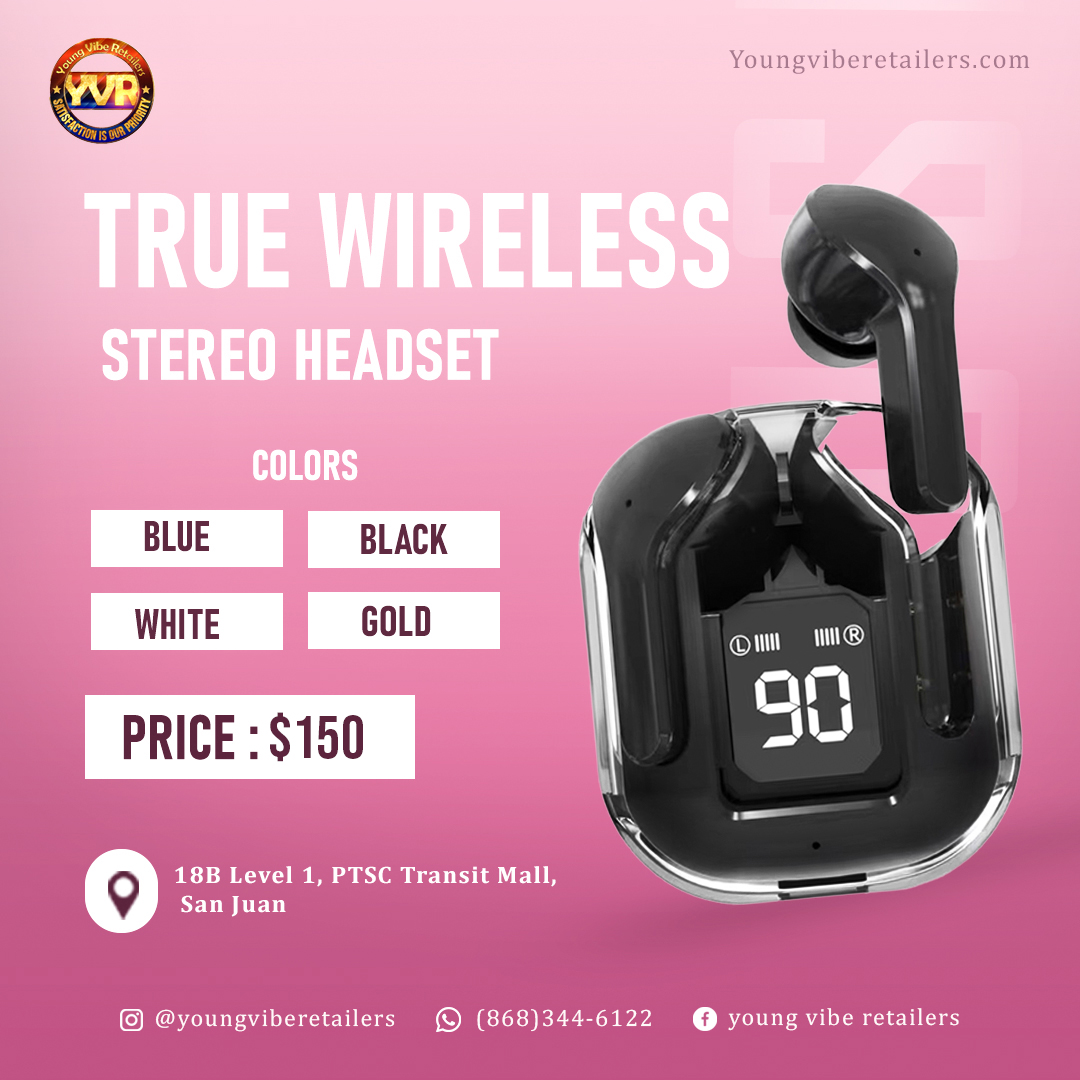 Young Vibe Retailers
YVR
SATISFACTION IS OUR PRIORITY
Youngviberetailers.com
TRUE WIRELESS
STEREO HEADSET
COLORS
BLUE
BLACK
WHITE
GOLD
PRICE : $150
L R
90
18B Level 1, PTSC Transit Mall,
San Juan
@youngviberetailers
(868)344-6122
young vibe retailers